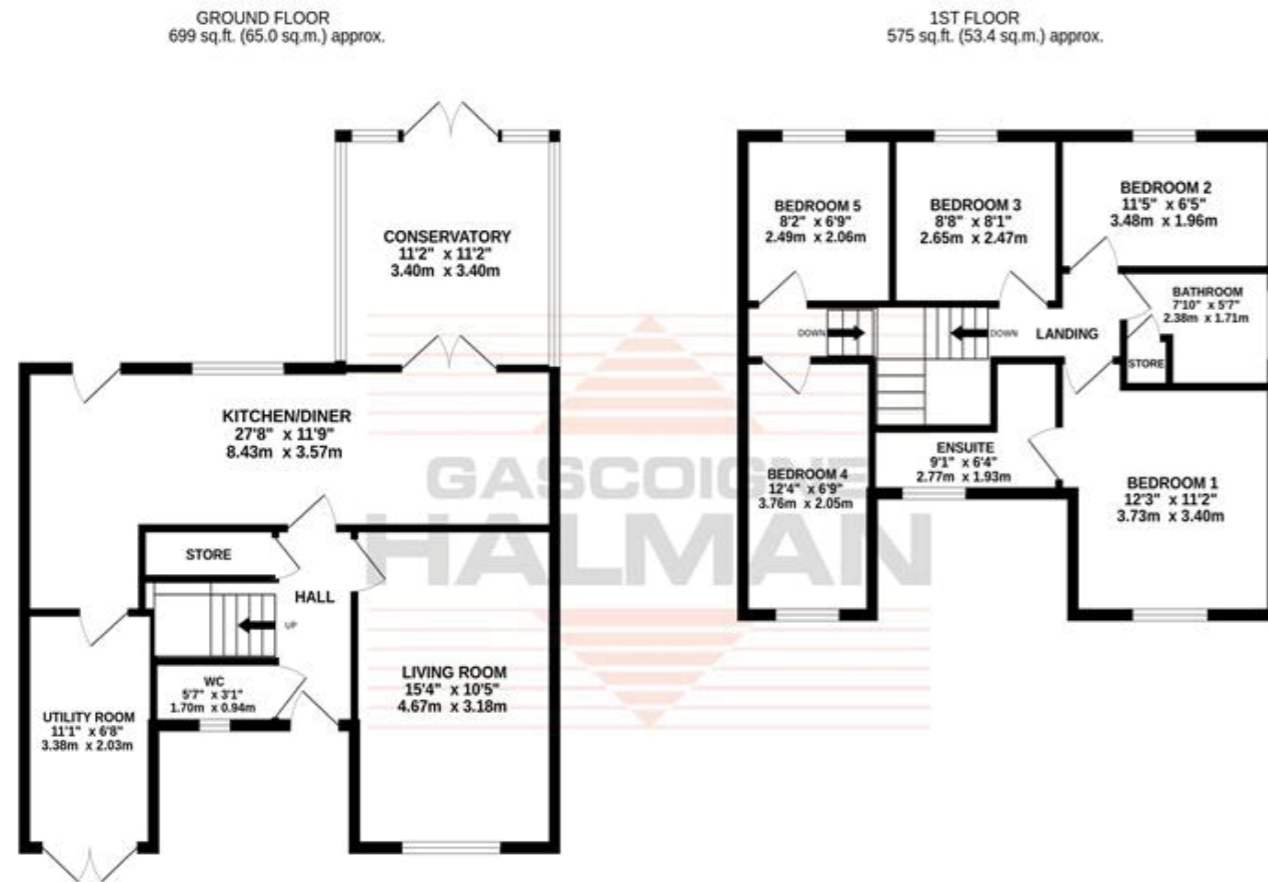 GROUND FLOOR
699 sq.ft. (65.0 sq.m.) approx.
CONSERVATORY
11'2" x 11'2"
3.40m x 3.40m
KITCHEN/DINER
27'8" x 11'9"
8.43m x 3.57m
STORE
HALL
UP
WC
5'7" x 3'1"
1.70m x 0.94m
LIVING ROOM
15'4" x 10'5"
4.67m x 3.18m
UTILITY ROOM
11'1" x 6'8"
3.38m x 2.03m
1ST FLOOR
575 sq.ft. (53.4 sq.m.) approx.
BEDROOM 5
8'2" x 6'9"
2.49m x 2.06m
BEDROOM 3
8'8" x 8'1"
2.65m x 2.47m
BEDROOM 2
11'5" x 6'5"
3.48m x 1.96m
BATHROOM
7'10" x 5'7"
2.38m x 1.71m
DOWN
DOWN
LANDING
STORE
ENSUITE
9'1" x 6'4"
2.77m x 1.93m
BEDROOM 4
12'4" x 6'9"
3.76m x 2.05m
BEDROOM 1
12'3" x 11'2"
3.73m x 3.40m
GASCOIGNE
HALMAN